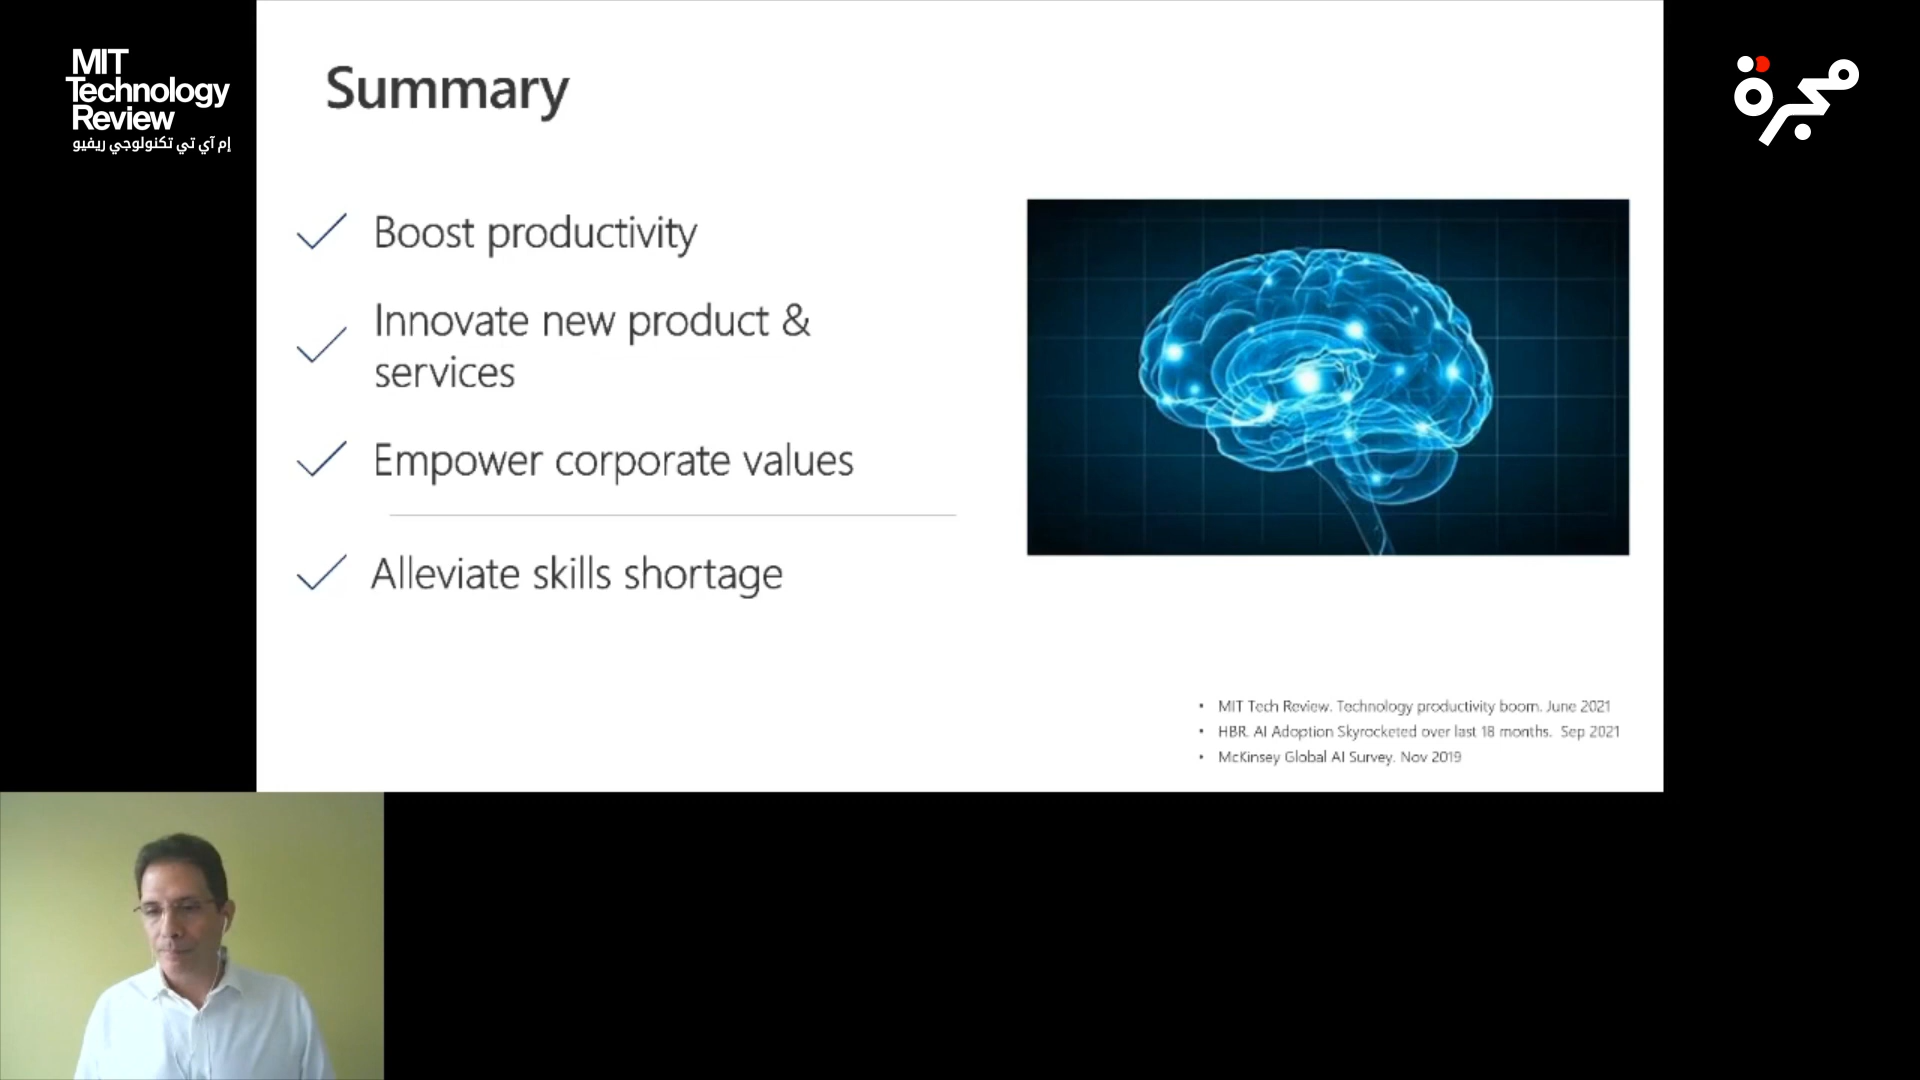 MIT
Technology
Review
إم آي تي تكنولوجي ريفيو
مجرة
Summary
Boost productivity
Innovate new product &
services
Empower corporate values
Alleviate skills shortage
• MIT Tech Review. Technology productivity boom. June 2021
• HBR. AI Adoption Skyrocketed over last 18 months. Sep 2021
• McKinsey Global AI Survey. Nov 2019